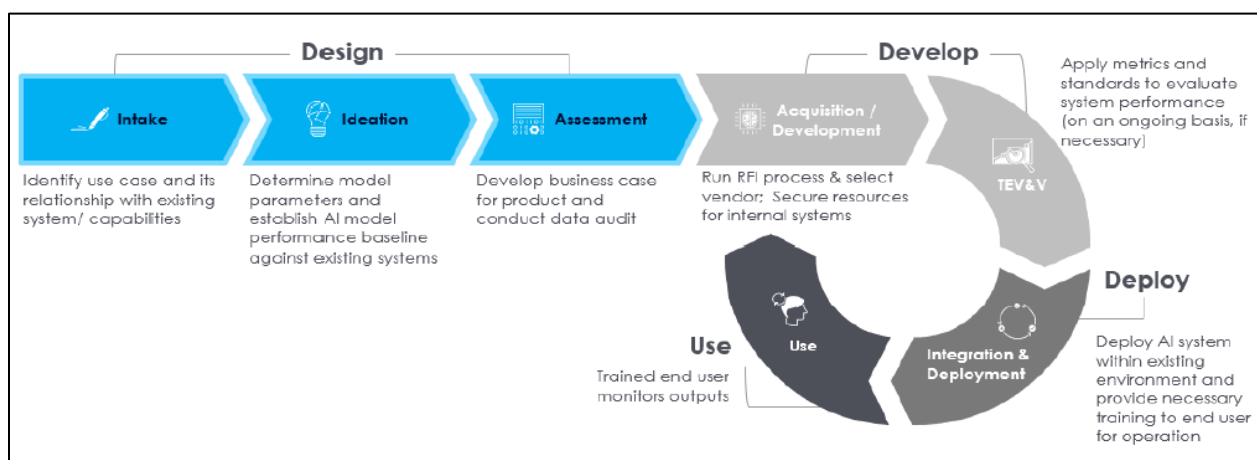 Design
Develop
Intake
Ideation
Assessment
Acquisition /
Development
TEV&V
Identify use case and its
relationship with existing
system/ capabilities
Determine model
parameters and
establish AI model
performance baseline
against existing systems
Develop business case
for product and
conduct data audit
Run RFI process & select
vendor; Secure resources
for internal systems
Apply metrics and
standards to evaluate
system performance
(on an ongoing basis, if
necessary)
Deploy
Integration &
Deployment
Deploy AI system
within existing
environment and
provide necessary
training to end user
for operation
Use
Use
Trained end user
monitors outputs